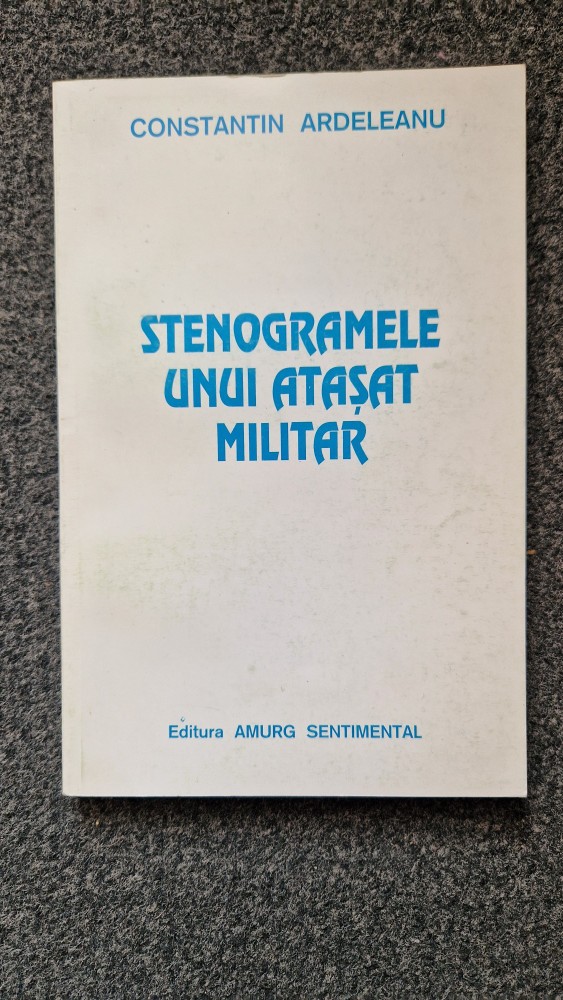 CONSTANTIN ARDELEANU
STENOGRAMELE
UNUI ATAȘAT
MILITAR
Editura AMURG SENTIMENTAL